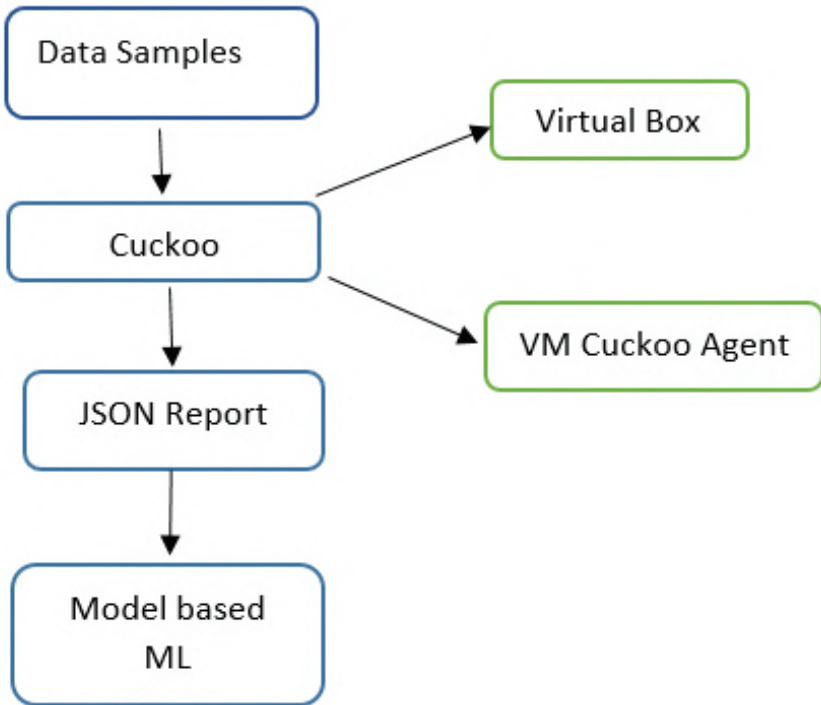 Data Samples
Virtual Box
Cuckoo
VM Cuckoo Agent
JSON Report
Model based
ML